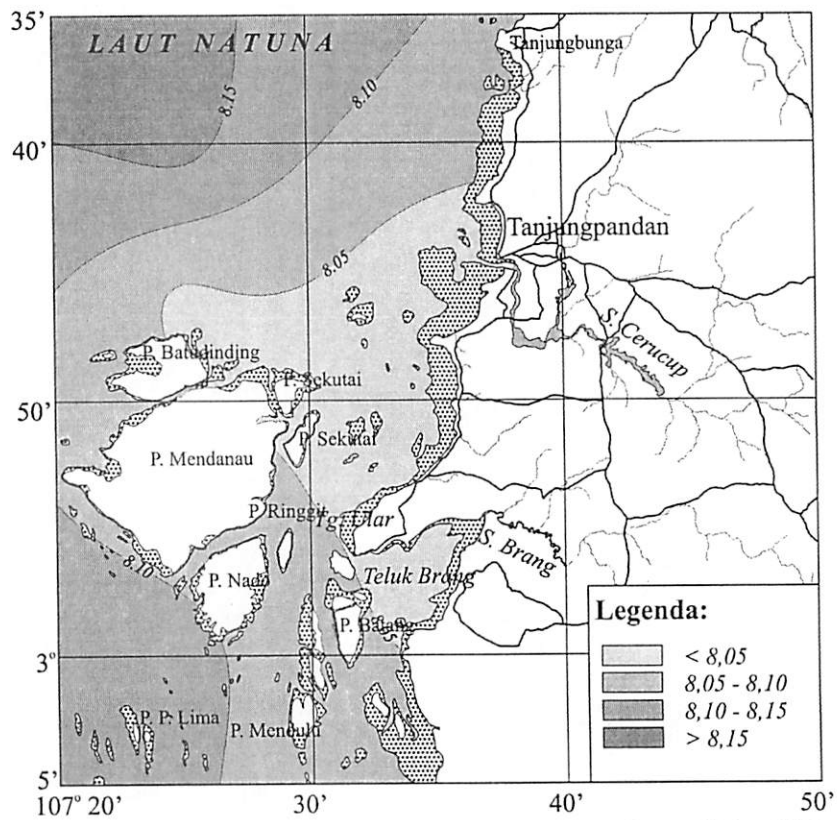 35'
LAUT NATUNA
Tanjungbunga
8.15
8.10
40'
Tanjungpandan
8.05
S. Cerucup
P. Batudinding
P. Sekutai
50'
P. Sekutai
P. Mendanau
P. Ringgit
Tg. Ular
S. Brang
8.10
P. Nado
Teluk Brang
Legenda:
P. Batang
< 8,05
3°
8,05 - 8,10
8,10 - 8,15
P. P. Lima
P. Mendulu
> 8,15
5'
107° 20'
30'
40'
50'